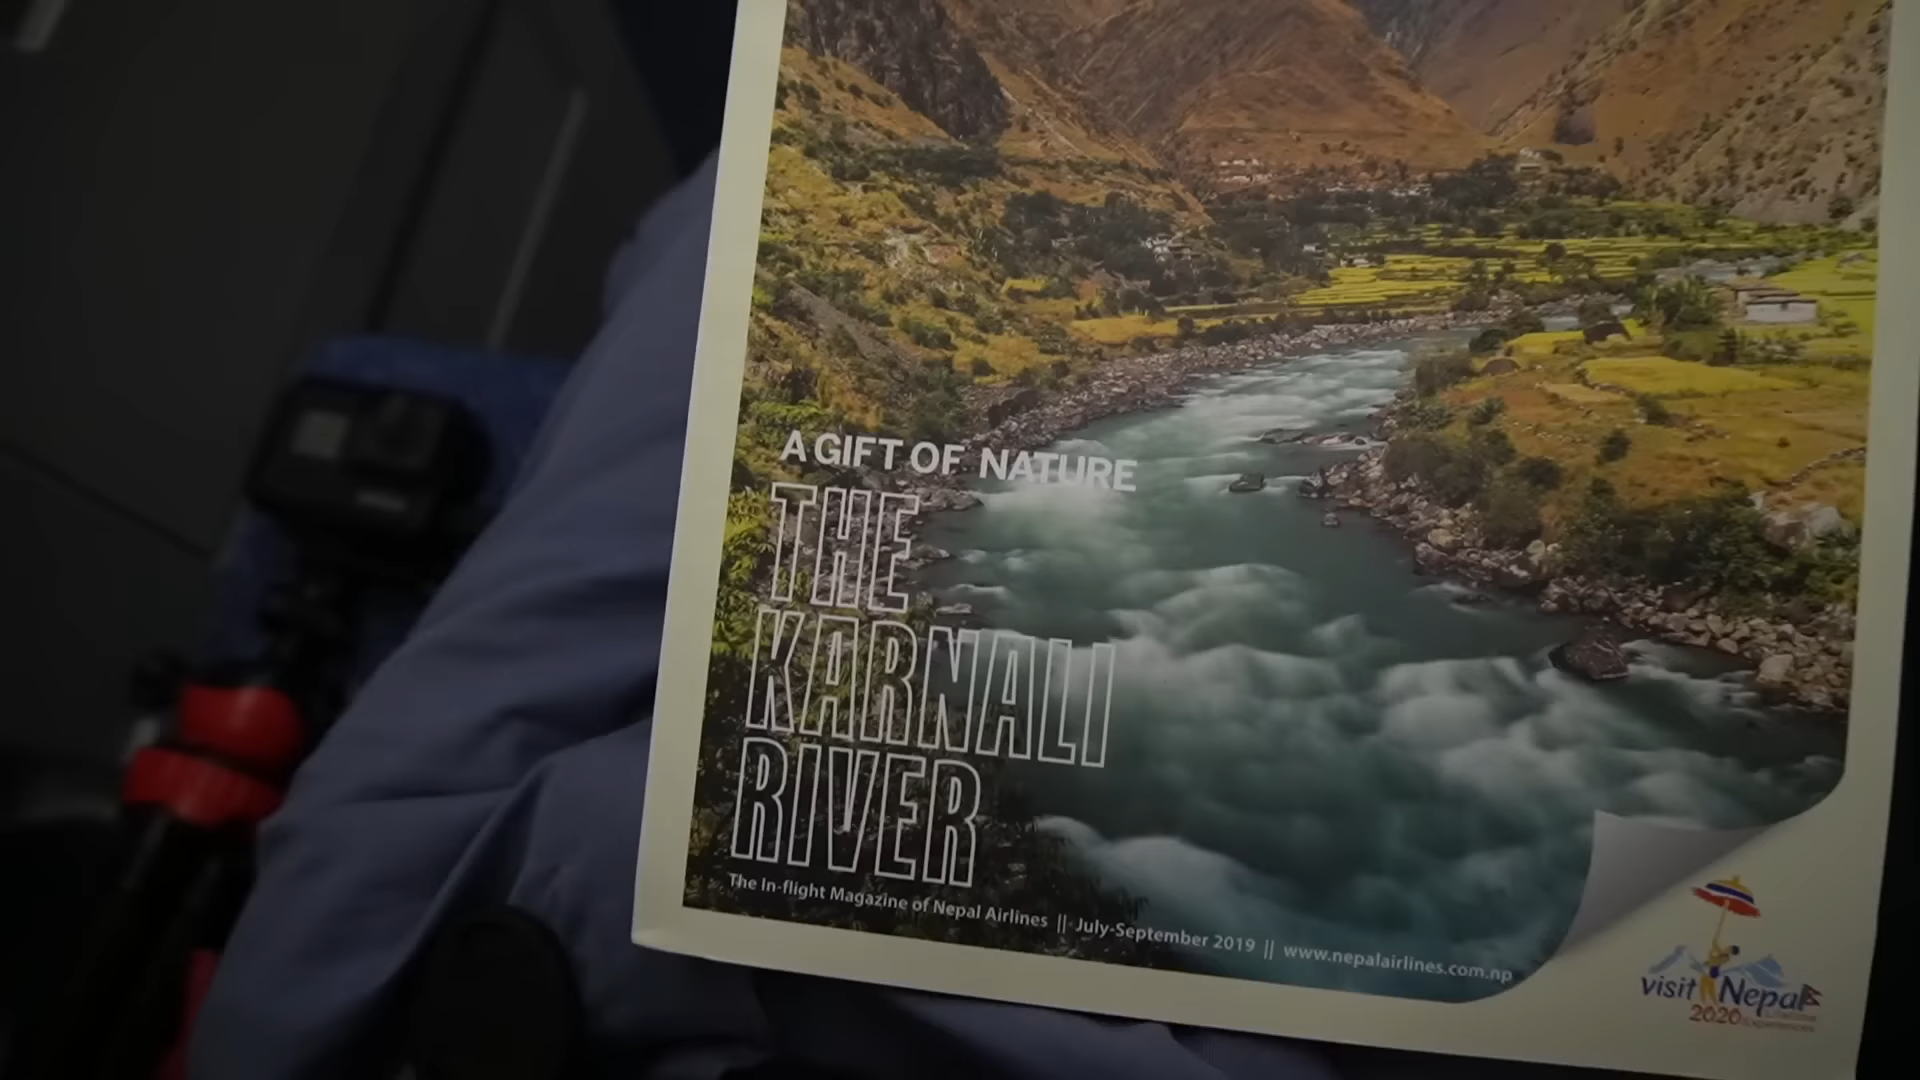 A GIFT OF NATURE
THE
KARNALI
RIVER
The In-flight Magazine of Nepal Airlines || July-September 2019 || www.nepalairlines.com.np
visit Nepal
2020 Experiences